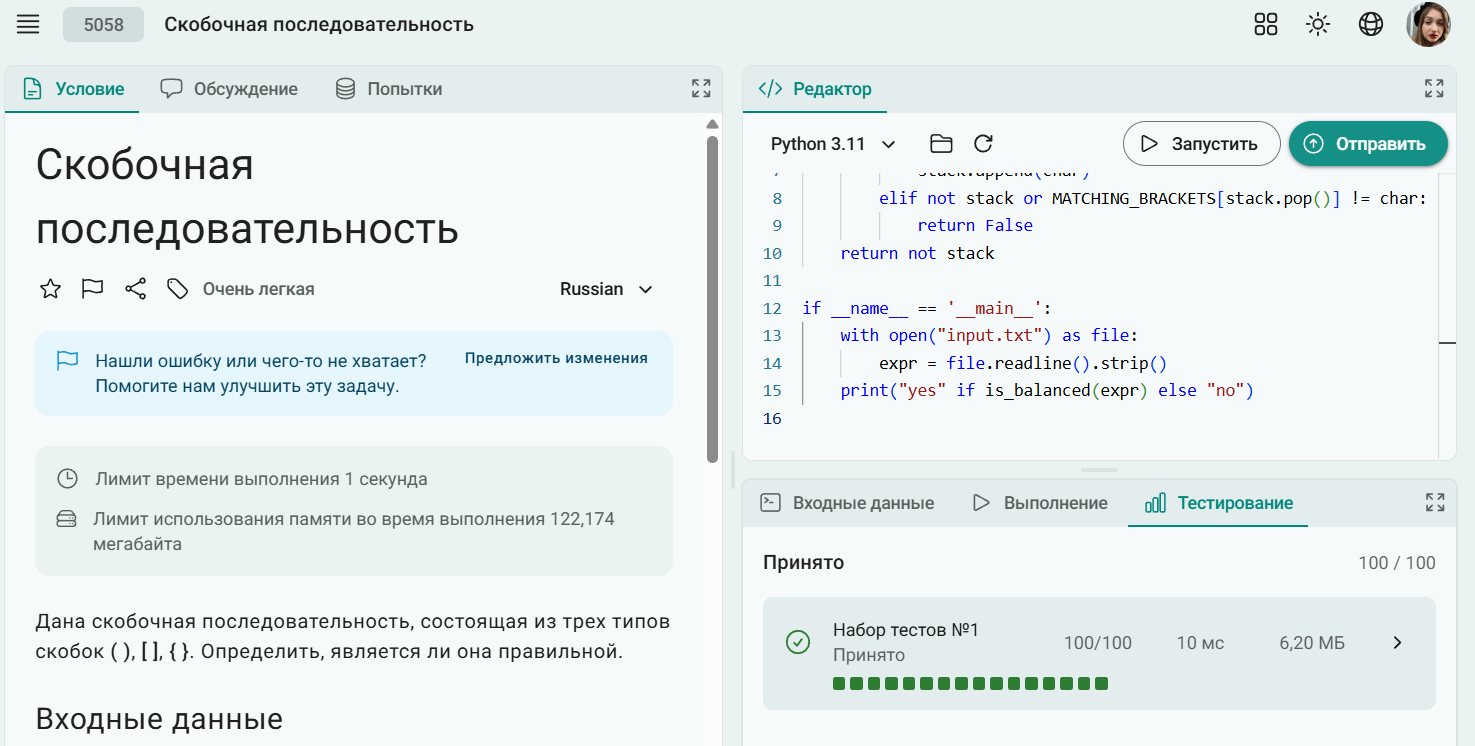 5058 Скобочная последовательность
Условие Обсуждение Попытки
Скобочная
последовательность
Очень легкая Russian
Нашли ошибку или чего-то не хватает? Предложить изменения
Помогите нам улучшить эту задачу.
Лимит времени выполнения 1 секунда
Лимит использования памяти во время выполнения 122,174
мегабайта
Дана скобочная последовательность, состоящая из трех типов
скобок ( ), [ ], { }. Определить, является ли она правильной.
Входные данные
Редактор
Python 3.11 Запустить Отправить
7 stack.append(char)
8 elif not stack or MATCHING_BRACKETS[stack.pop()] != char:
9 return False
10 return not stack
11
12 if __name__ == '__main__':
13 with open("input.txt") as file:
14 expr = file.readline().strip()
15 print("yes" if is_balanced(expr) else "no")
16
Входные данные Выполнение Тестирование
Принято 100 / 100
Набор тестов №1 100/100 10 мс 6,20 МБ
Принято